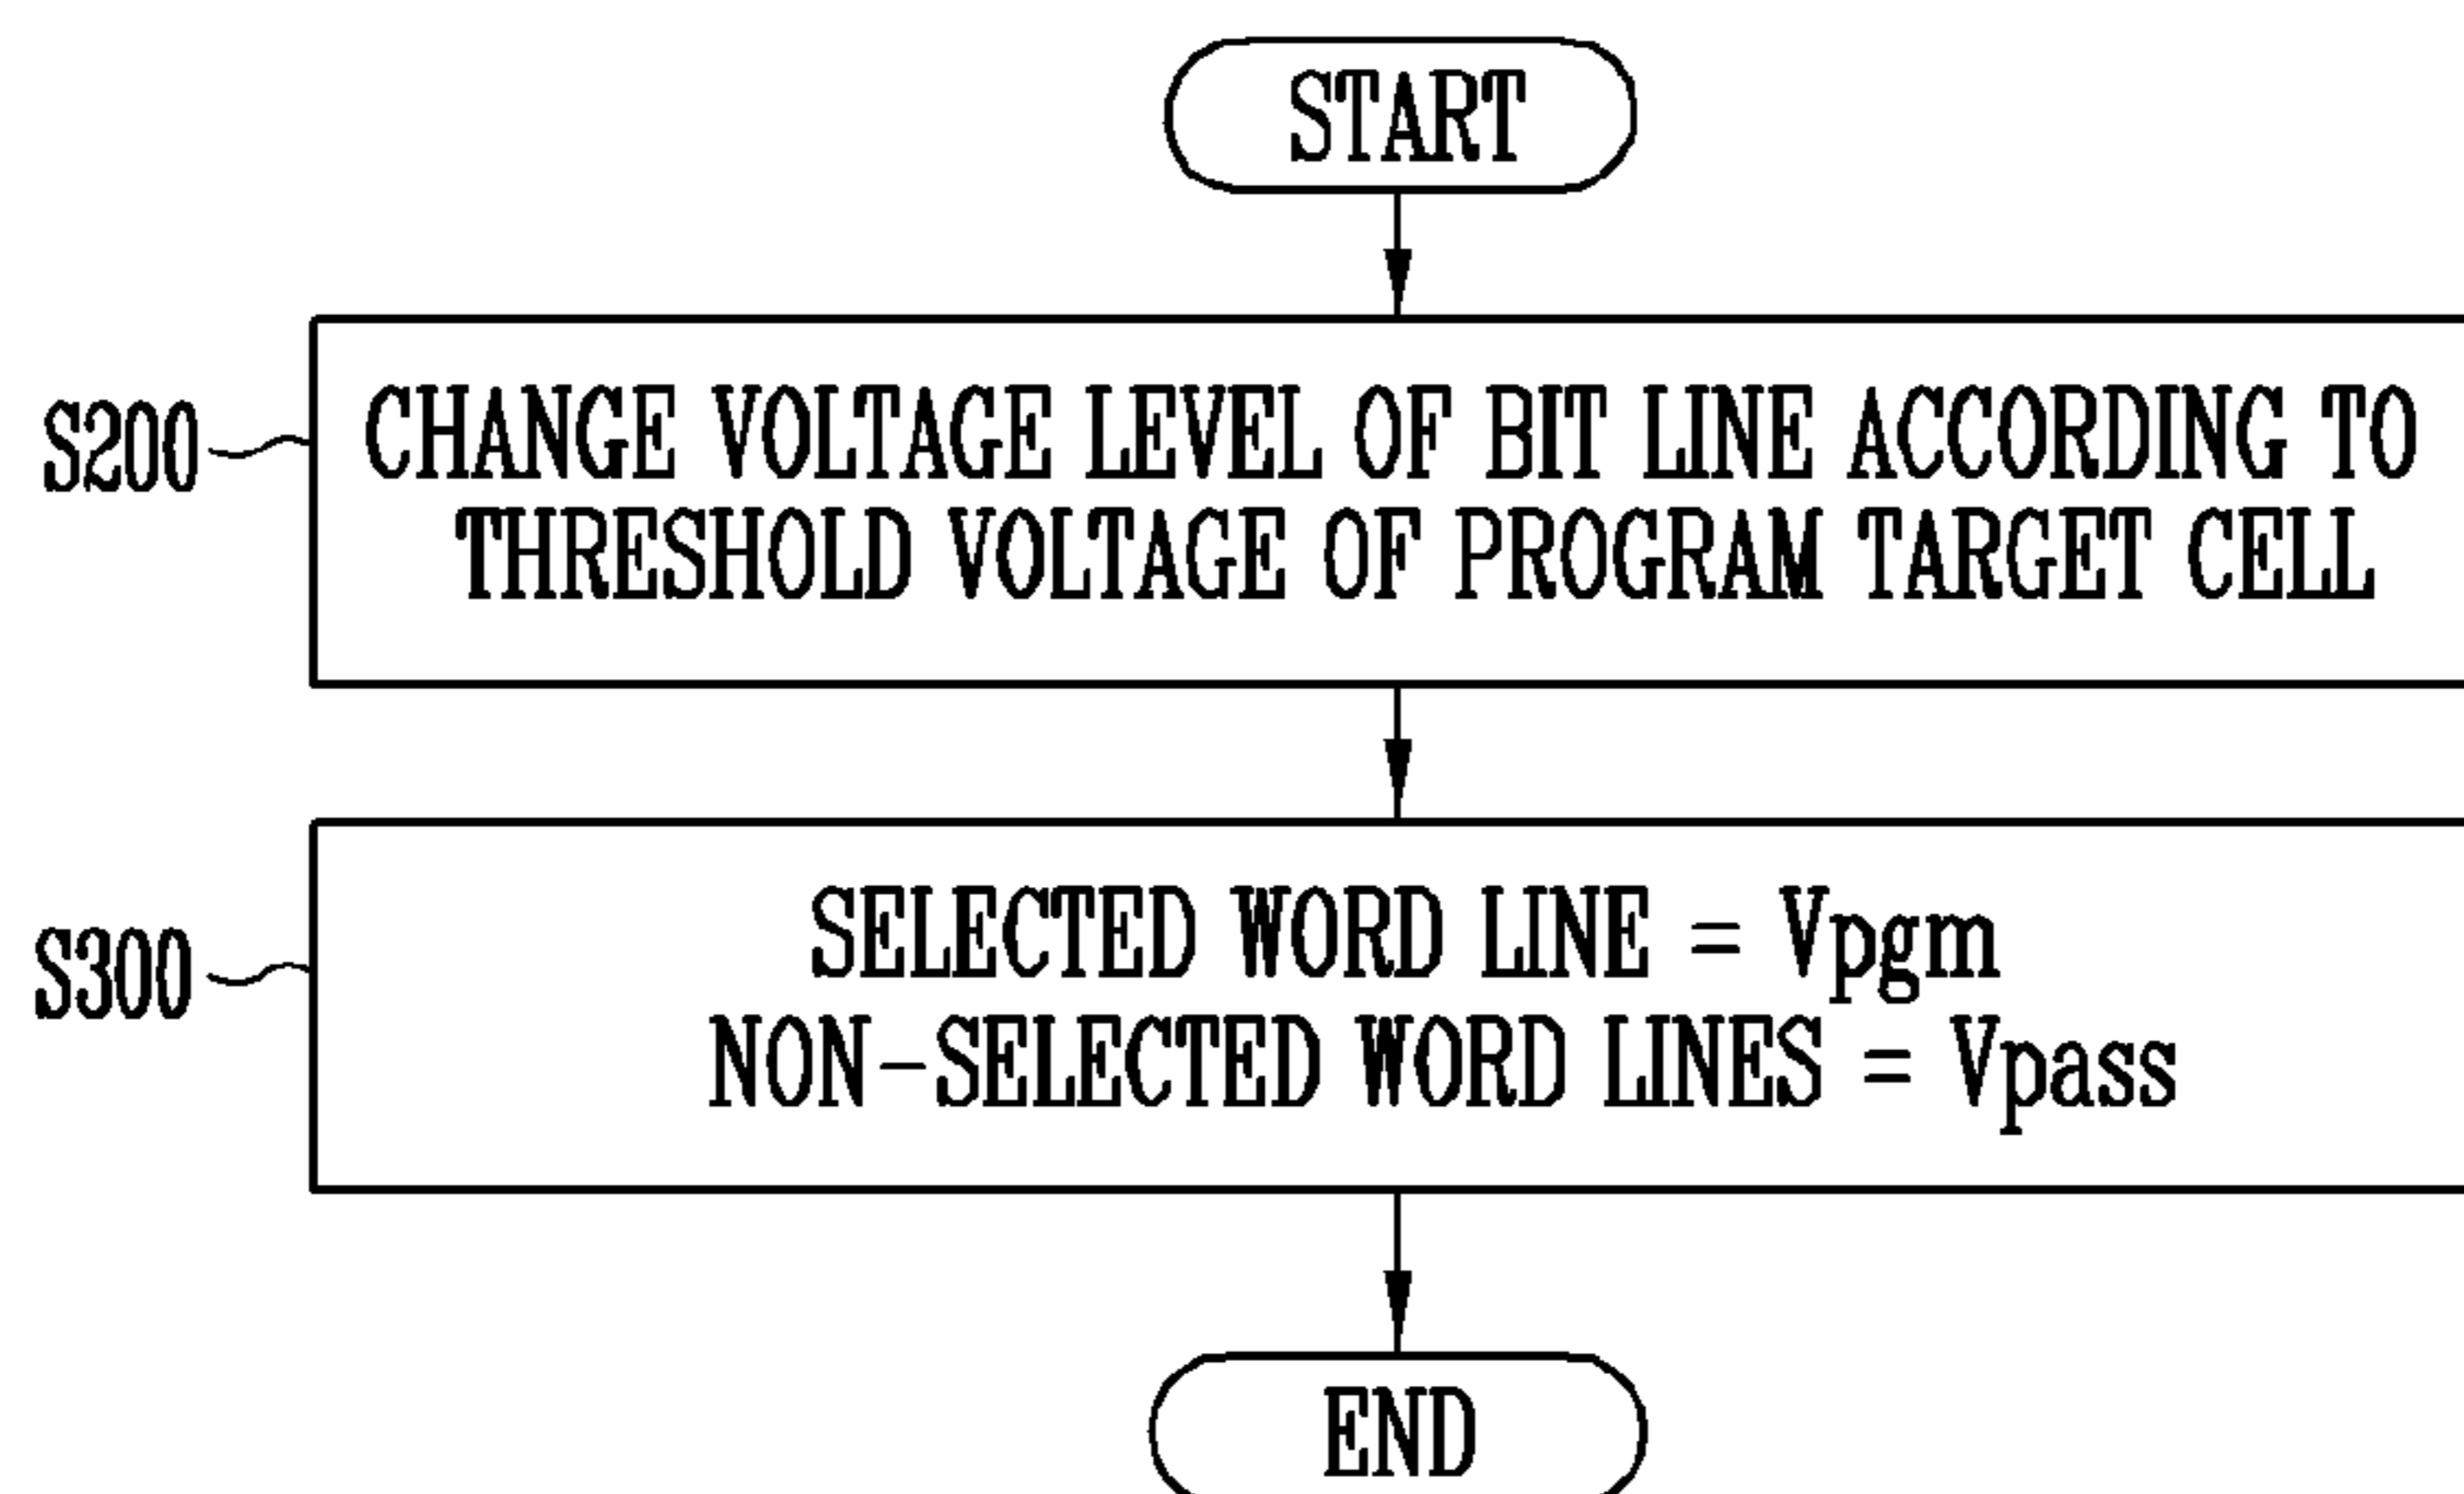 START
S200
CHANGE VOLTAGE LEVEL OF BIT LINE ACCORDING TO
THRESHOLD VOLTAGE OF PROGRAM TARGET CELL
S300
SELECTED WORD LINE = Vpgm
NON-SELECTED WORD LINES = Vpass
END